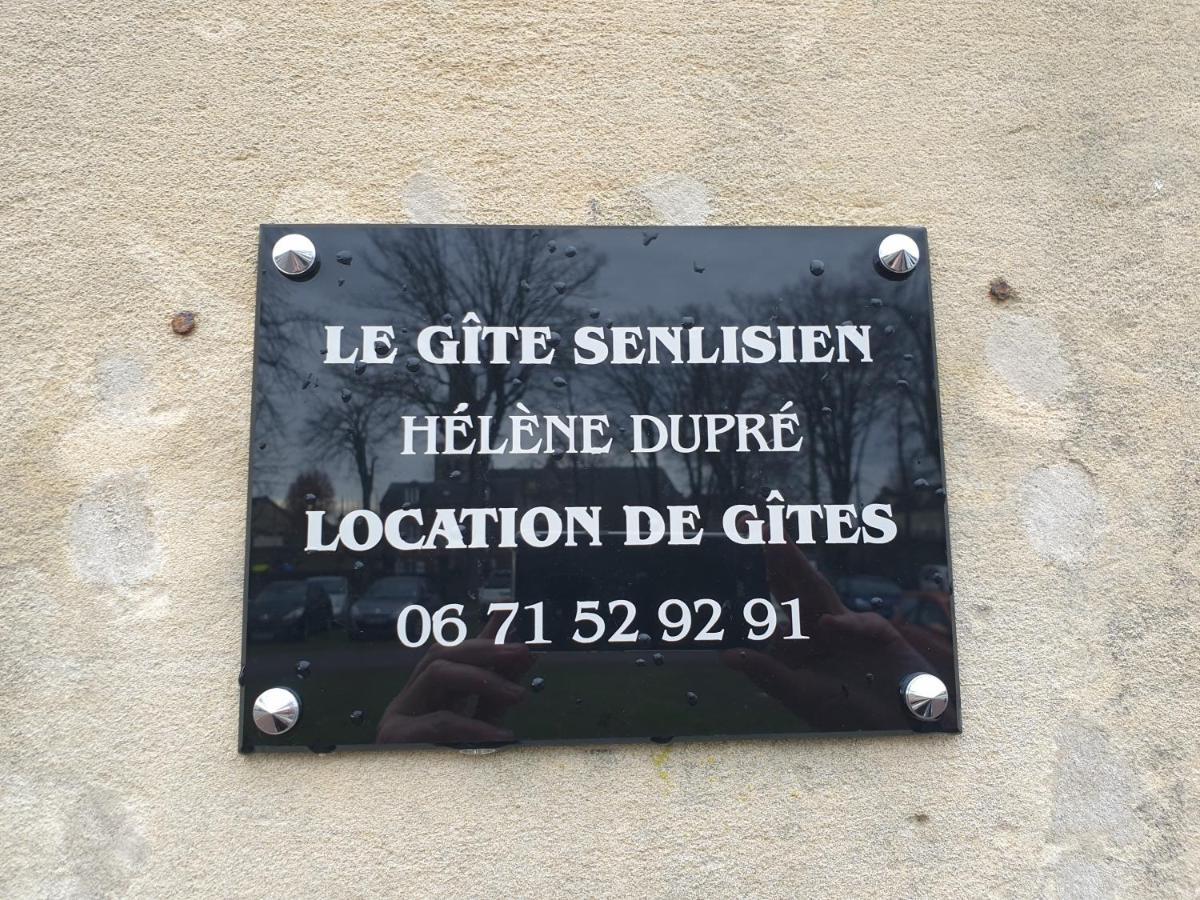 LE GÎTE SENLISIEN
HÉLÈNE DUPRÉ
LOCATION DE GÎTES
06 71 52 92 91